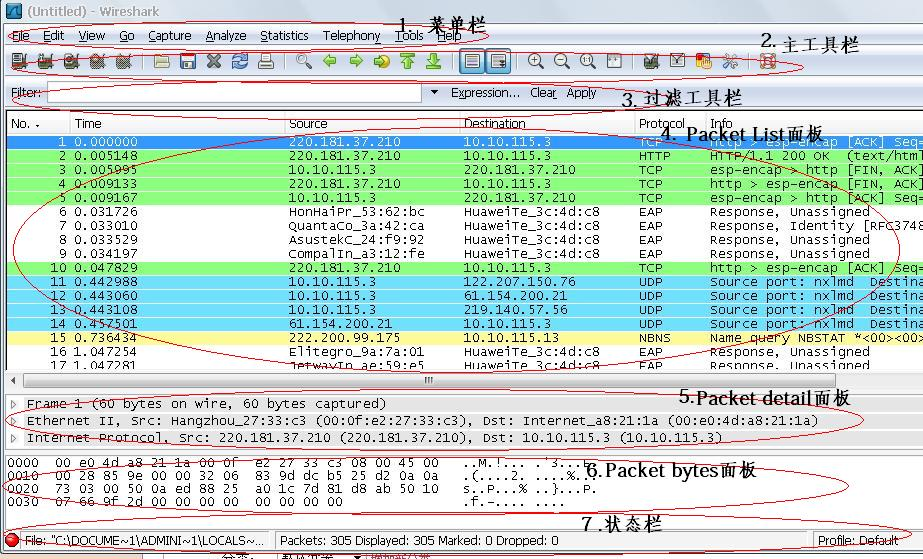 (Untitled) - Wireshark
File Edit View Go Capture Analyze Statistics Telephony Tools Help
1. 菜单栏
2. 主工具栏
Filter: Expression... Clear Apply
3. 过滤工具栏
No. . Time Source Destination Protocol Info
4. Packet List面板
1 0.000000 220.181.37.210 10.10.115.3 TCP http > esp-encap [ACK] Seq=
2 0.005148 220.181.37.210 10.10.115.3 HTTP HTTP/1.1 200 OK (text/html
3 0.005995 10.10.115.3 220.181.37.210 TCP esp-encap > http [FIN, ACK]
4 0.009133 220.181.37.210 10.10.115.3 TCP http > esp-encap [FIN, ACK]
5 0.009167 10.10.115.3 220.181.37.210 TCP esp-encap > http [ACK] Seq=
6 0.031726 HonHaiPr_53:62:bc HuaweiTe_3c:4d:c8 EAP Response, Unassigned
7 0.033010 QuantaCo_3a:42:ca HuaweiTe_3c:4d:c8 EAP Response, Identity [RFC3748
8 0.033529 AsustekC_24:f9:92 HuaweiTe_3c:4d:c8 EAP Response, Unassigned
9 0.034197 CompalIn_a3:12:fe HuaweiTe_3c:4d:c8 EAP Response, Unassigned
10 0.047829 220.181.37.210 10.10.115.3 TCP http > esp-encap [ACK] Seq=
11 0.442988 10.10.115.3 122.207.150.76 UDP Source port: nxlmd Destina
12 0.443060 10.10.115.3 61.154.200.21 UDP Source port: nxlmd Destina
13 0.443108 10.10.115.3 219.140.57.56 UDP Source port: nxlmd Destina
14 0.457501 61.154.200.21 10.10.115.3 UDP Source port: nxlmd Destina
15 0.736434 222.200.99.175 10.10.115.13 NBNS Name query NBSTAT *<00><00>
16 1.047254 Elitegro_9a:7a:01 HuaweiTe_3c:4d:c8 EAP Response, Unassigned
17 1.047281 JetwayIn_ae:59:e5 HuaweiTe_3c:4d:c8 EAP Response, Unassigned
5.Packet detail面板
Frame 1 (60 bytes on wire, 60 bytes captured)
Ethernet II, Src: Hangzhou_27:33:c3 (00:0f:e2:27:33:c3), Dst: Internet_a8:21:1a (00:e0:4d:a8:21:1a)
Internet Protocol, Src: 220.181.37.210 (220.181.37.210), Dst: 10.10.115.3 (10.10.115.3)
0000 00 e0 4d a8 21 1a 00 0f e2 27 33 c3 08 00 45 00 ..M.!... .'3...E.
0010 00 28 85 9e 00 00 32 06 83 9d dc b5 25 d2 0a 0a .(....2. ....%...
0020 73 03 00 50 0a ed 88 25 a0 1c 7d 81 d8 ab 50 10 s..P...% ..}...P.
0030 07 66 9f 2d 00 00 00 00 00 00 00 00 .f.-.... ....
6.Packet bytes面板
7.状态栏
File: "C:\DOCUME~1\ADMINI~1\LOCALS~... Packets: 305 Displayed: 305 Marked: 0 Dropped: 0 Profile: Default